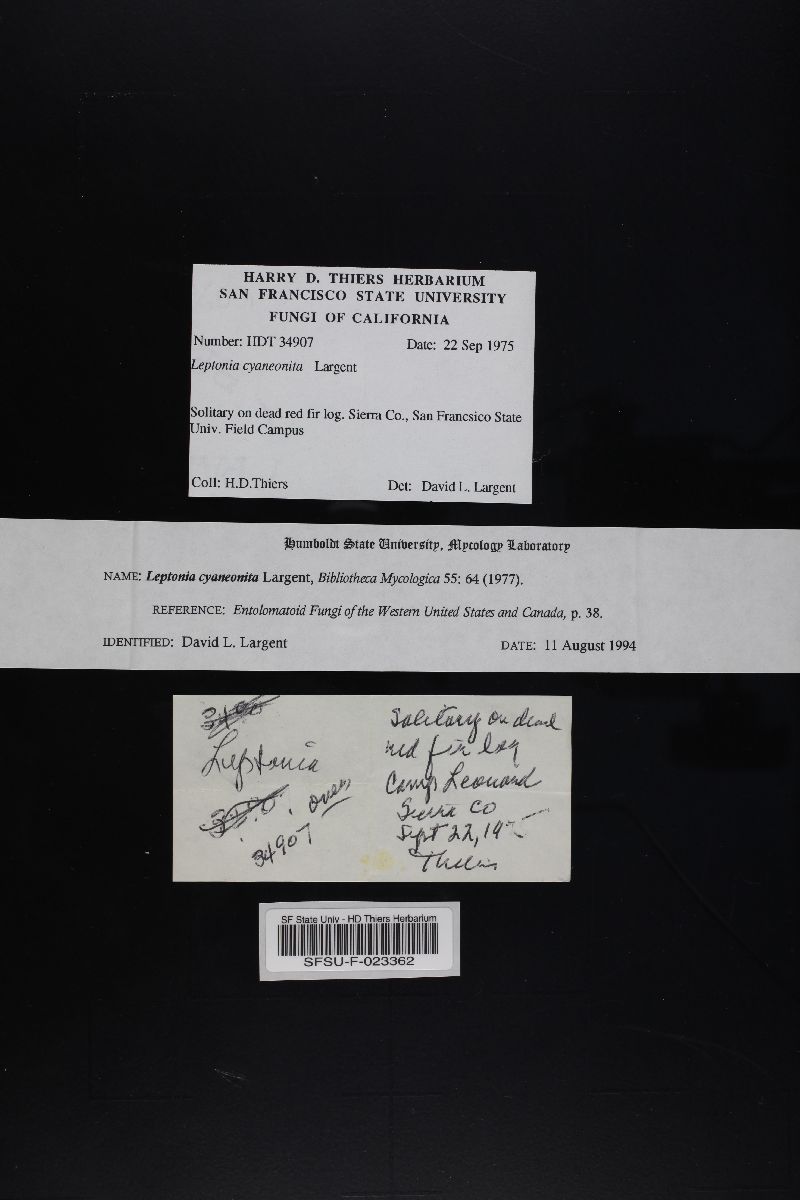 HARRY D. THIERS HERBARIUM
SAN FRANCISCO STATE UNIVERSITY
FUNGI OF CALIFORNIA
Number: HDT 34907 Date: 22 Sep 1975
Leptonia cyaneonita Largent
Solitary on dead red fir log. Sierra Co., San Francsico State
Univ. Field Campus
Coll: H.D.Thiers Det: David L. Largent
Humboldt State University, Mycology Laboratory
NAME: Leptonia cyaneonita Largent, Bibliotheca Mycologica 55: 64 (1977).
REFERENCE: Entolomatoid Fungi of the Western United States and Canada, p. 38.
IDENTIFIED: David L. Largent DATE: 11 August 1994
Leptonia
over
34907
Solitary on dead
red fir log
Camp Leonard
Sierra Co
Sept 22, 197
Thiers
SF State Univ - HD Thiers Herbarium
SFSU-F-023362